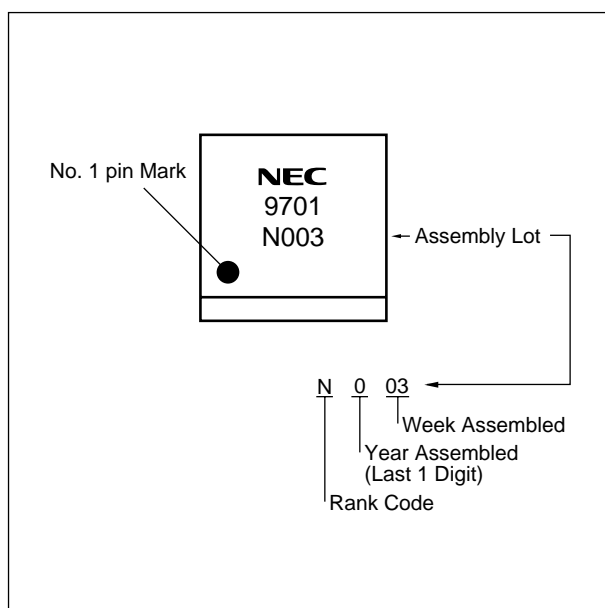 No. 1 pin Mark
NEC
9701
N003
Assembly Lot
N 0 03
Week Assembled
Year Assembled
(Last 1 Digit)
Rank Code